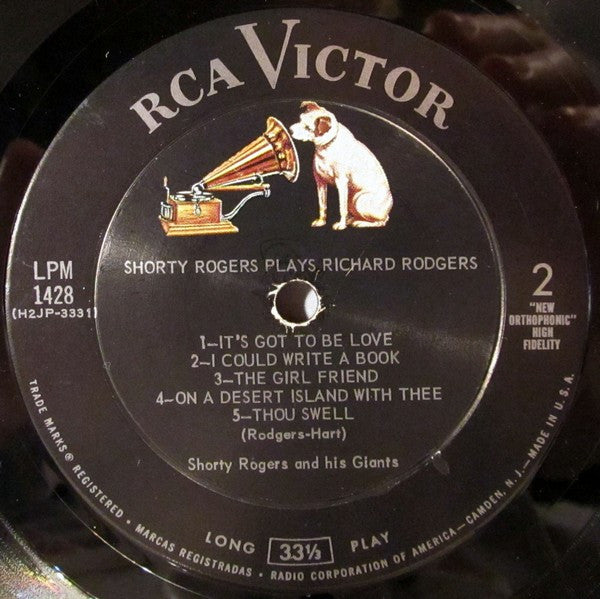 RCA VICTOR
SHORTY ROGERS PLAYS RICHARD RODGERS
LPM
1428
(H2JP-3331)
2
"NEW
ORTHOPHONIC"
HIGH
FIDELITY
1—IT'S GOT TO BE LOVE
2—I COULD WRITE A BOOK
3—THE GIRL FRIEND
4—ON A DESERT ISLAND WITH THEE
5—THOU SWELL
(Rodgers-Hart)
Shorty Rogers and his Giants
LONG 33⅓ PLAY
TRADE MARKS ® REGISTERED • MARCAS REGISTRADAS • RADIO CORPORATION OF AMERICA—CAMDEN, N.J.—MADE IN U.S.A.